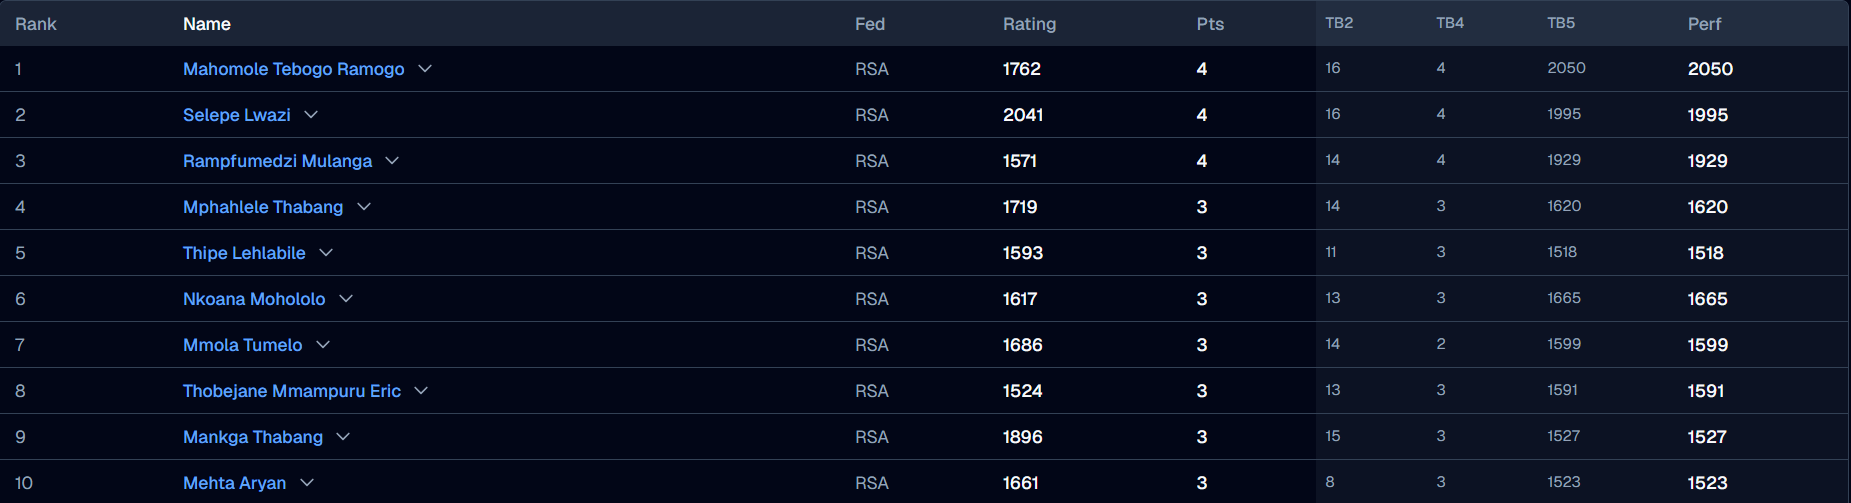 Rank Name Fed Rating Pts TB2 TB4 TB5 Perf
1 Mahomole Tebogo Ramogo RSA 1762 4 16 4 2050 2050
2 Selepe Lwazi RSA 2041 4 16 4 1995 1995
3 Rampfumedzi Mulanga RSA 1571 4 14 4 1929 1929
4 Mphahlele Thabang RSA 1719 3 14 3 1620 1620
5 Thipe Lehlabile RSA 1593 3 11 3 1518 1518
6 Nkoana Mohololo RSA 1617 3 13 3 1665 1665
7 Mmola Tumelo RSA 1686 3 14 2 1599 1599
8 Thobejane Mmampuru Eric RSA 1524 3 13 3 1591 1591
9 Mankga Thabang RSA 1896 3 15 3 1527 1527
10 Mehta Aryan RSA 1661 3 8 3 1523 1523